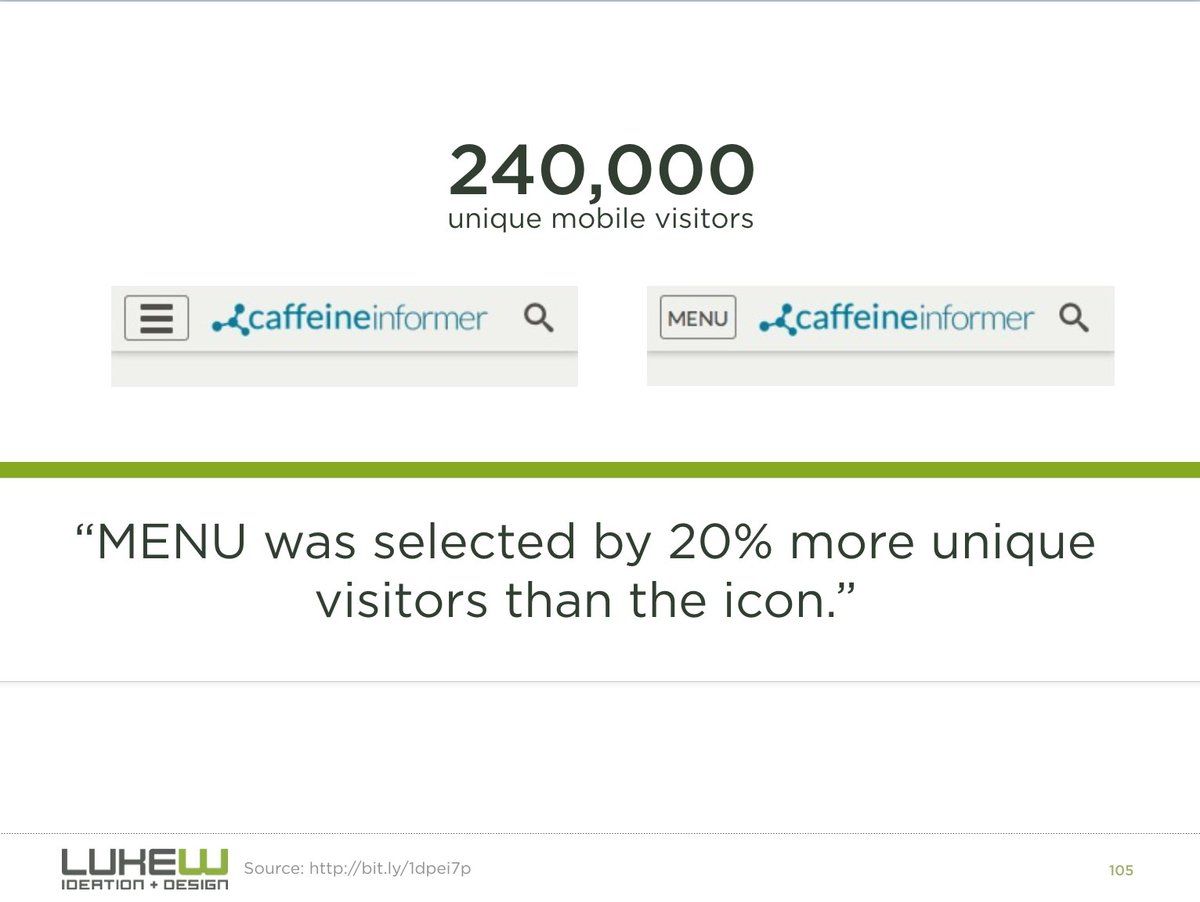 240,000
unique mobile visitors
caffeineinformer
MENU caffeineinformer
“MENU was selected by 20% more unique
visitors than the icon.”
LUKEW
IDEATION + DESIGN
Source: http://bit.ly/1dpei7p
105